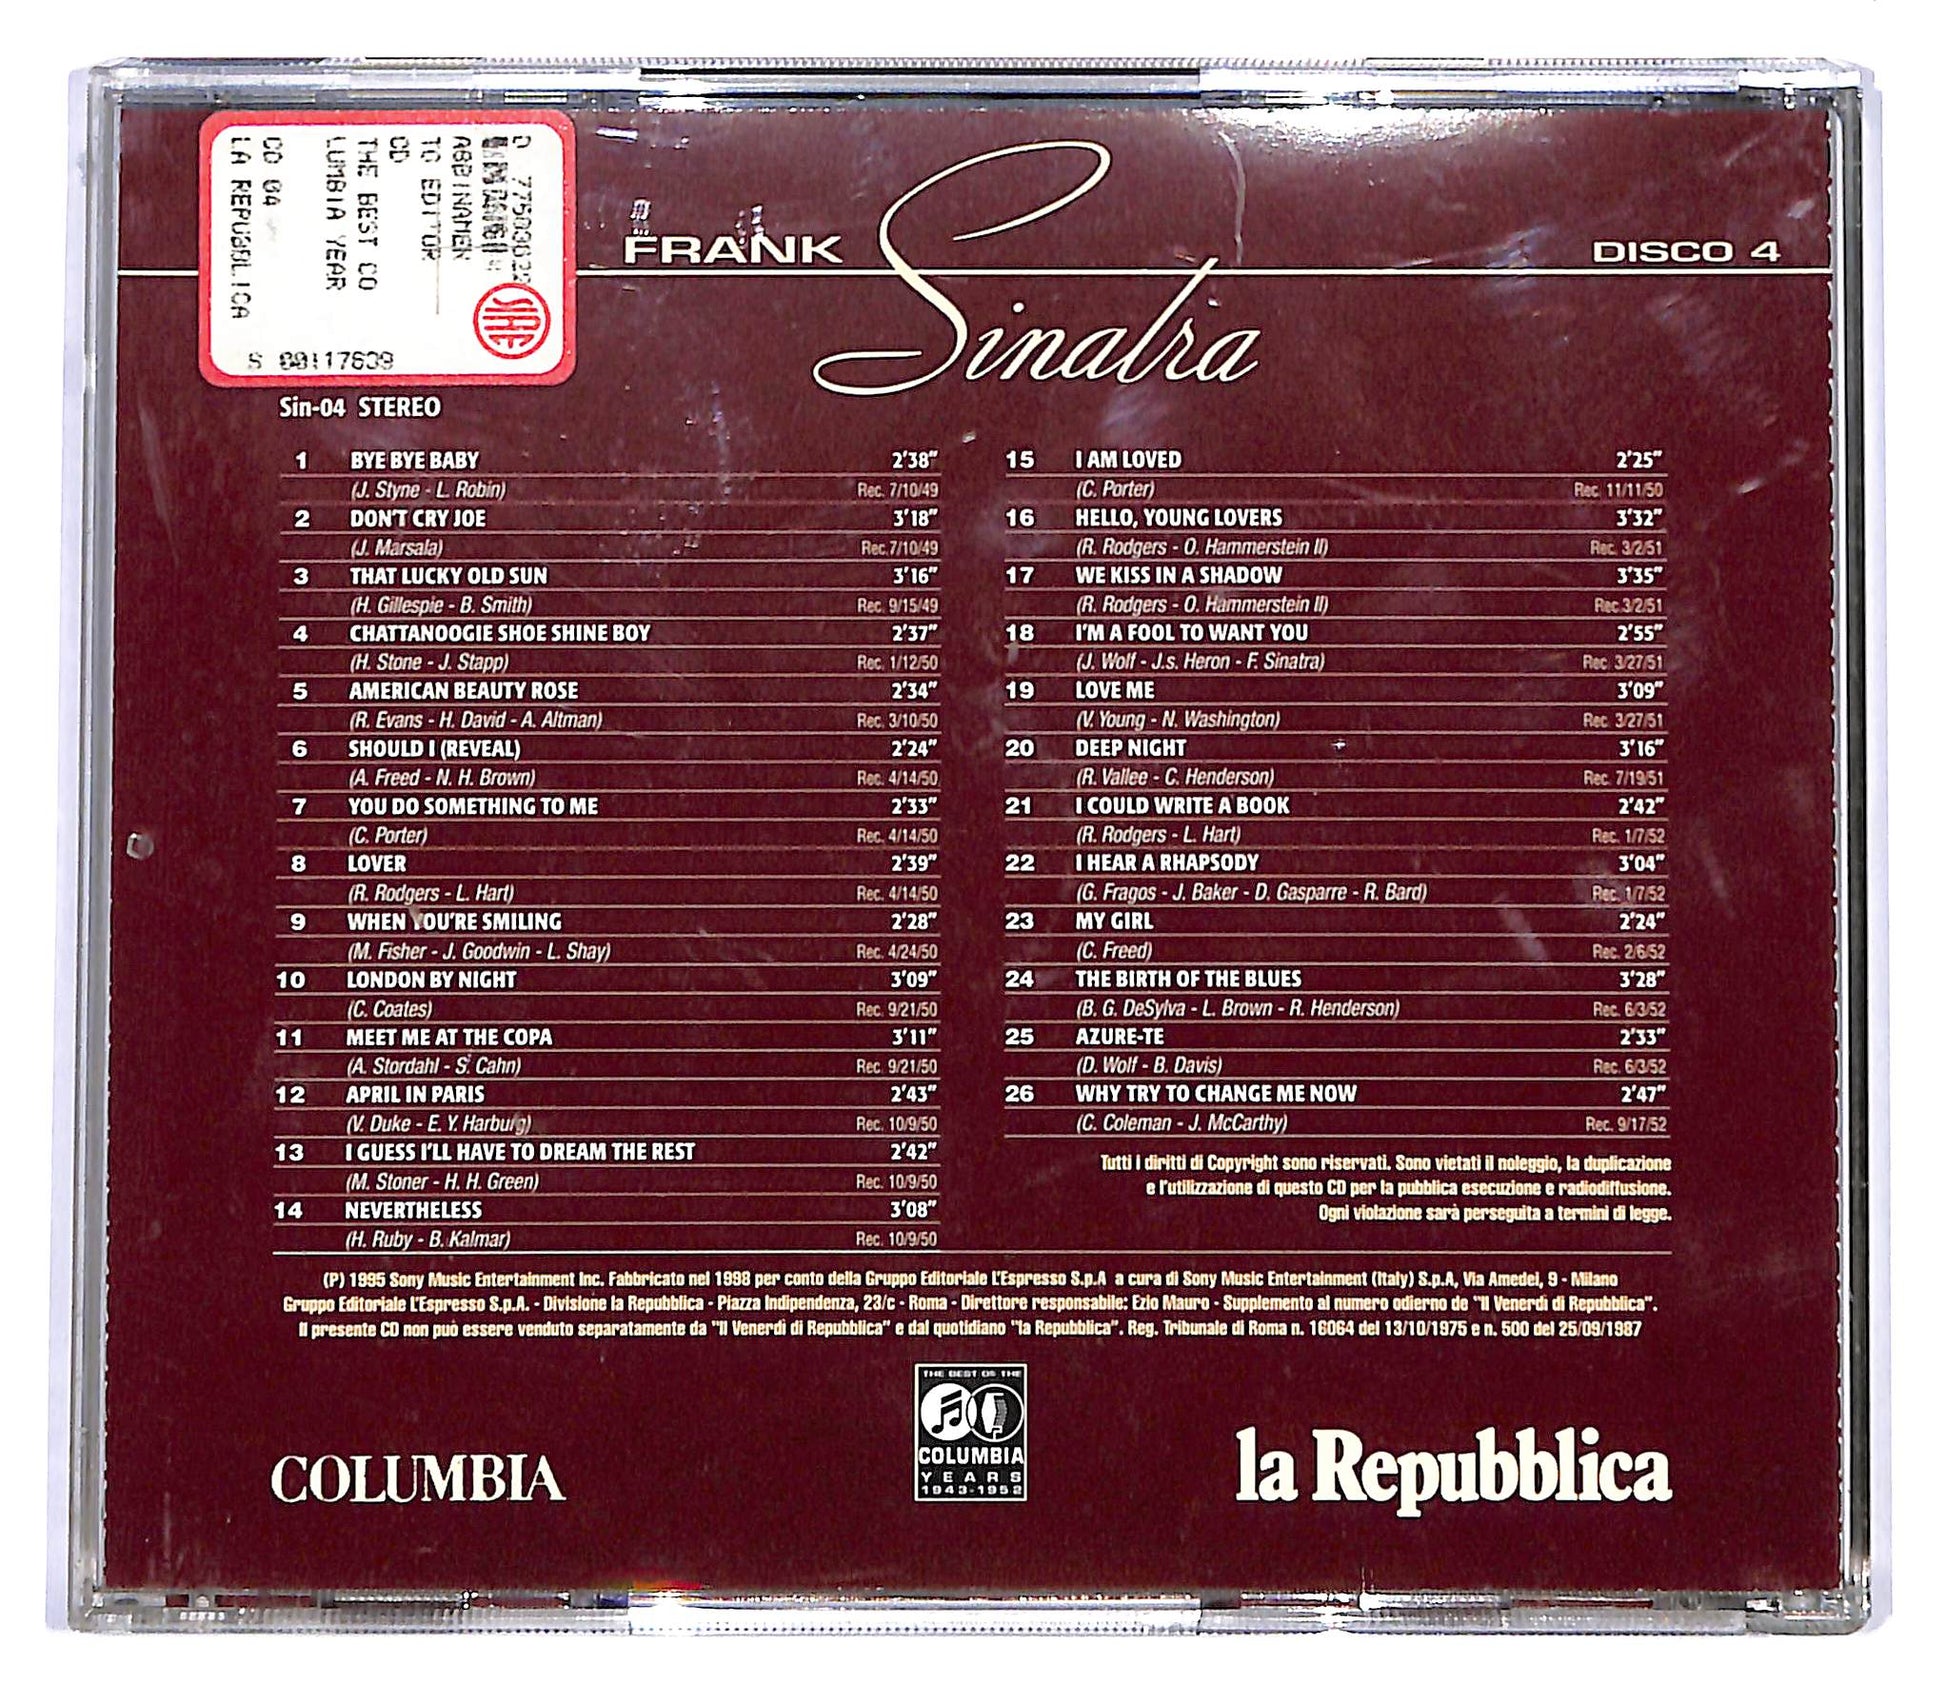 LA REPUBBLICA
CD 04
LUMBIA YEAR
THE BEST CO
CD
TO EDITOR
ABBINAMEN
S 00117639
SIAE
FRANK
Sinatra
DISCO 4
Sin-04 STEREO
1 BYE BYE BABY 2'38"
(J. Styne - L. Robin) Rec. 7/10/49
2 DON'T CRY JOE 3'18"
(J. Marsala) Rec.7/10/49
3 THAT LUCKY OLD SUN 3'16"
(H. Gillespie - B. Smith) Rec. 9/15/49
4 CHATTANOOGIE SHOE SHINE BOY 2'37"
(H. Stone - J. Stapp) Rec. 1/12/50
5 AMERICAN BEAUTY ROSE 2'34"
(R. Evans - H. David - A. Altman) Rec. 3/10/50
6 SHOULD I (REVEAL) 2'24"
(A. Freed - N. H. Brown) Rec. 4/14/50
7 YOU DO SOMETHING TO ME 2'33"
(C. Porter) Rec. 4/14/50
8 LOVER 2'39"
(R. Rodgers - L. Hart) Rec. 4/14/50
9 WHEN YOU'RE SMILING 2'28"
(M. Fisher - J. Goodwin - L. Shay) Rec. 4/24/50
10 LONDON BY NIGHT 3'09"
(C. Coates) Rec. 9/21/50
11 MEET ME AT THE COPA 3'11"
(A. Stordahl - S. Cahn) Rec. 9/21/50
12 APRIL IN PARIS 2'43"
(V. Duke - E. Y. Harburg) Rec. 10/9/50
13 I GUESS I'LL HAVE TO DREAM THE REST 2'42"
(M. Stoner - H. H. Green) Rec. 10/9/50
14 NEVERTHELESS 3'08"
(H. Ruby - B. Kalmar) Rec. 10/9/50
15 I AM LOVED 2'25"
(C. Porter) Rec. 11/11/50
16 HELLO, YOUNG LOVERS 3'32"
(R. Rodgers - O. Hammerstein II) Rec. 3/2/51
17 WE KISS IN A SHADOW 3'35"
(R. Rodgers - O. Hammerstein II) Rec.3/2/51
18 I'M A FOOL TO WANT YOU 2'55"
(J. Wolf - J.s. Heron - F. Sinatra) Rec. 3/27/51
19 LOVE ME 3'09"
(V. Young - N. Washington) Rec. 3/27/51
20 DEEP NIGHT 3'16"
(R. Vallee - C. Henderson) Rec. 7/19/51
21 I COULD WRITE A BOOK 2'42"
(R. Rodgers - L. Hart) Rec. 1/7/52
22 I HEAR A RHAPSODY 3'04"
(G. Fragos - J. Baker - D. Gasparre - R. Bard) Rec. 1/7/52
23 MY GIRL 2'24"
(C. Freed) Rec. 2/6/52
24 THE BIRTH OF THE BLUES 3'28"
(B. G. DeSylva - L. Brown - R. Henderson) Rec. 6/3/52
25 AZURE-TE 2'33"
(D. Wolf - B. Davis) Rec. 6/3/52
26 WHY TRY TO CHANGE ME NOW 2'47"
(C. Coleman - J. McCarthy) Rec. 9/17/52
Tutti i diritti di Copyright sono riservati. Sono vietati il noleggio, la duplicazione
e l'utilizzazione di questo CD per la pubblica esecuzione e radiodiffusione.
Ogni violazione sarà perseguita a termini di legge.
(P) 1995 Sony Music Entertainment Inc. Fabbricato nel 1998 per conto della Gruppo Editoriale L'Espresso S.p.A a cura di Sony Music Entertainment (Italy) S.p.A, Via Amedei, 9 - Milano
Gruppo Editoriale L'Espresso S.p.A. - Divisione la Repubblica - Piazza Indipendenza, 23/c - Roma - Direttore responsabile: Ezio Mauro - Supplemento al numero odierno de "Il Venerdì di Repubblica".
Il presente CD non può essere venduto separatamente da "Il Venerdì di Repubblica" e dal quotidiano "la Repubblica". Reg. Tribunale di Roma n. 16064 del 13/10/1975 e n. 500 del 25/09/1987
COLUMBIA
THE BEST OF THE
COLUMBIA
YEARS
1943-1952
la Repubblica